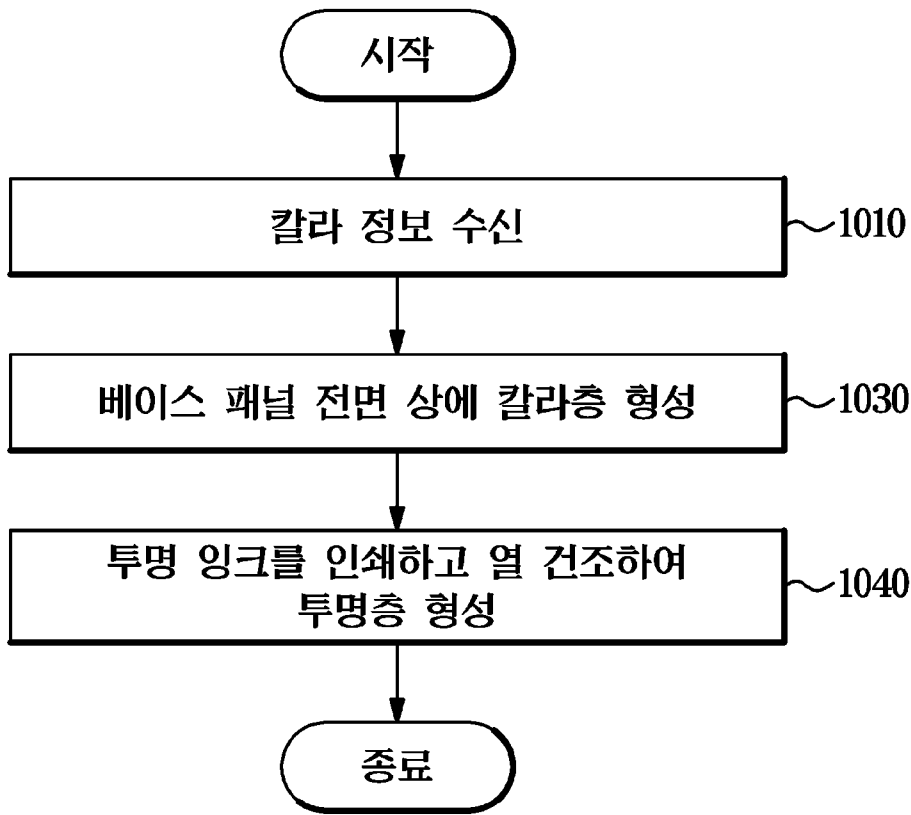 시작
칼라 정보 수신
1010
베이스 패널 전면 상에 칼라층 형성
1030
투명 잉크를 인쇄하고 열 건조하여
투명층 형성
1040
종료